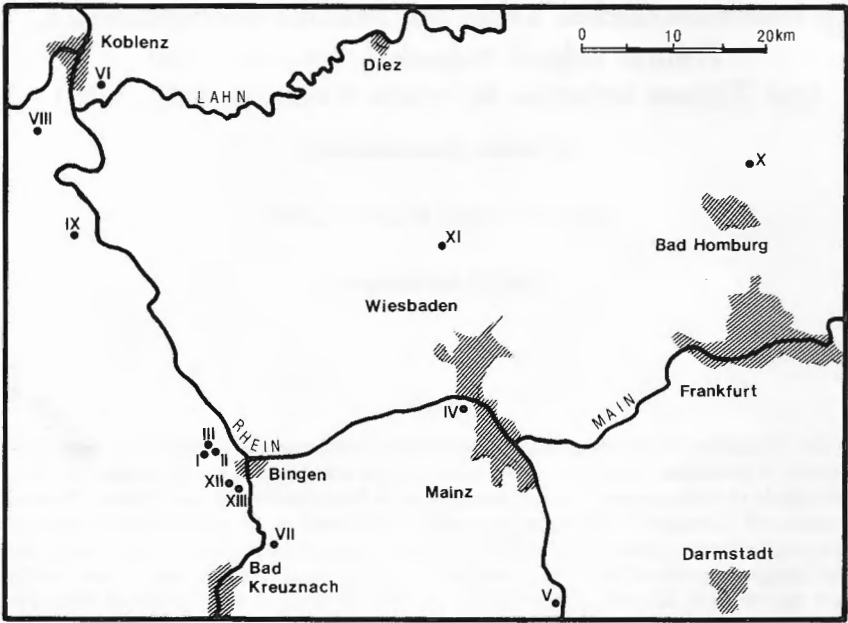 Koblenz
0 10 20km
VI
Diez
LAHN
VIII
X
IX
XI
Bad Homburg
Wiesbaden
Frankfurt
MAIN
IV
RHEIN
III
I II
Bingen
XII
XIII
Mainz
VII
Bad
Kreuznach
Darmstadt
V